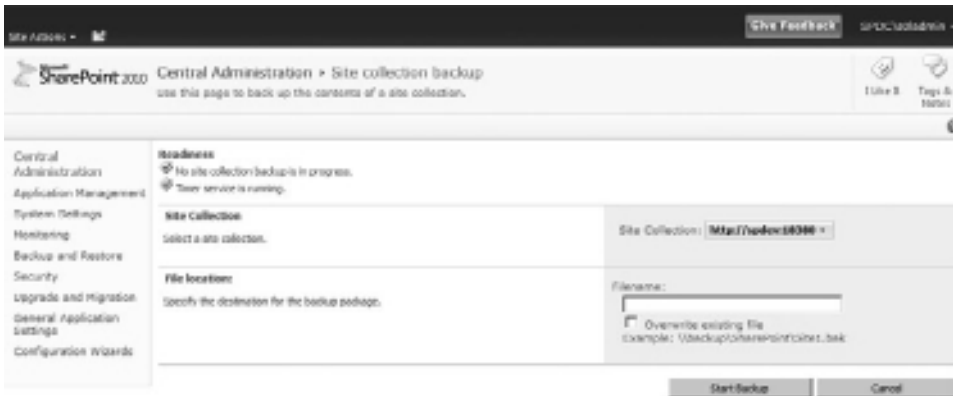 Site Actions
Give Feedback
SharePoint 2010
Central Administration ▸ Site collection backup
Use this page to back up the contents of a site collection.
I Like It
Tags & Notes
Central Administration
Application Management
System Settings
Monitoring
Backup and Restore
Security
Upgrade and Migration
General Application Settings
Configuration Wizards
Readiness
No site collection backup is in progress.
Timer service is running.
Site Collection
Select a site collection.
Site Collection:
File location:
Specify the destination for the backup package.
Filename:
Overwrite existing file
Example: \\backup\SharePoint\site1.bak
Start Backup
Cancel